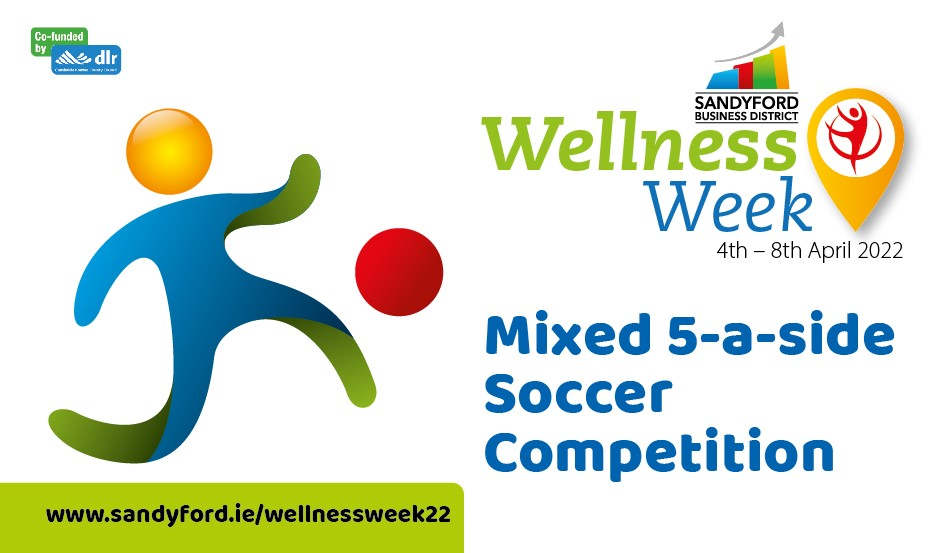 Co-funded
by
dlr
SANDYFORD
BUSINESS DISTRICT
Wellness
Week
4th – 8th April 2022
Mixed 5-a-side
Soccer
Competition
www.sandyford.ie/wellnessweek22